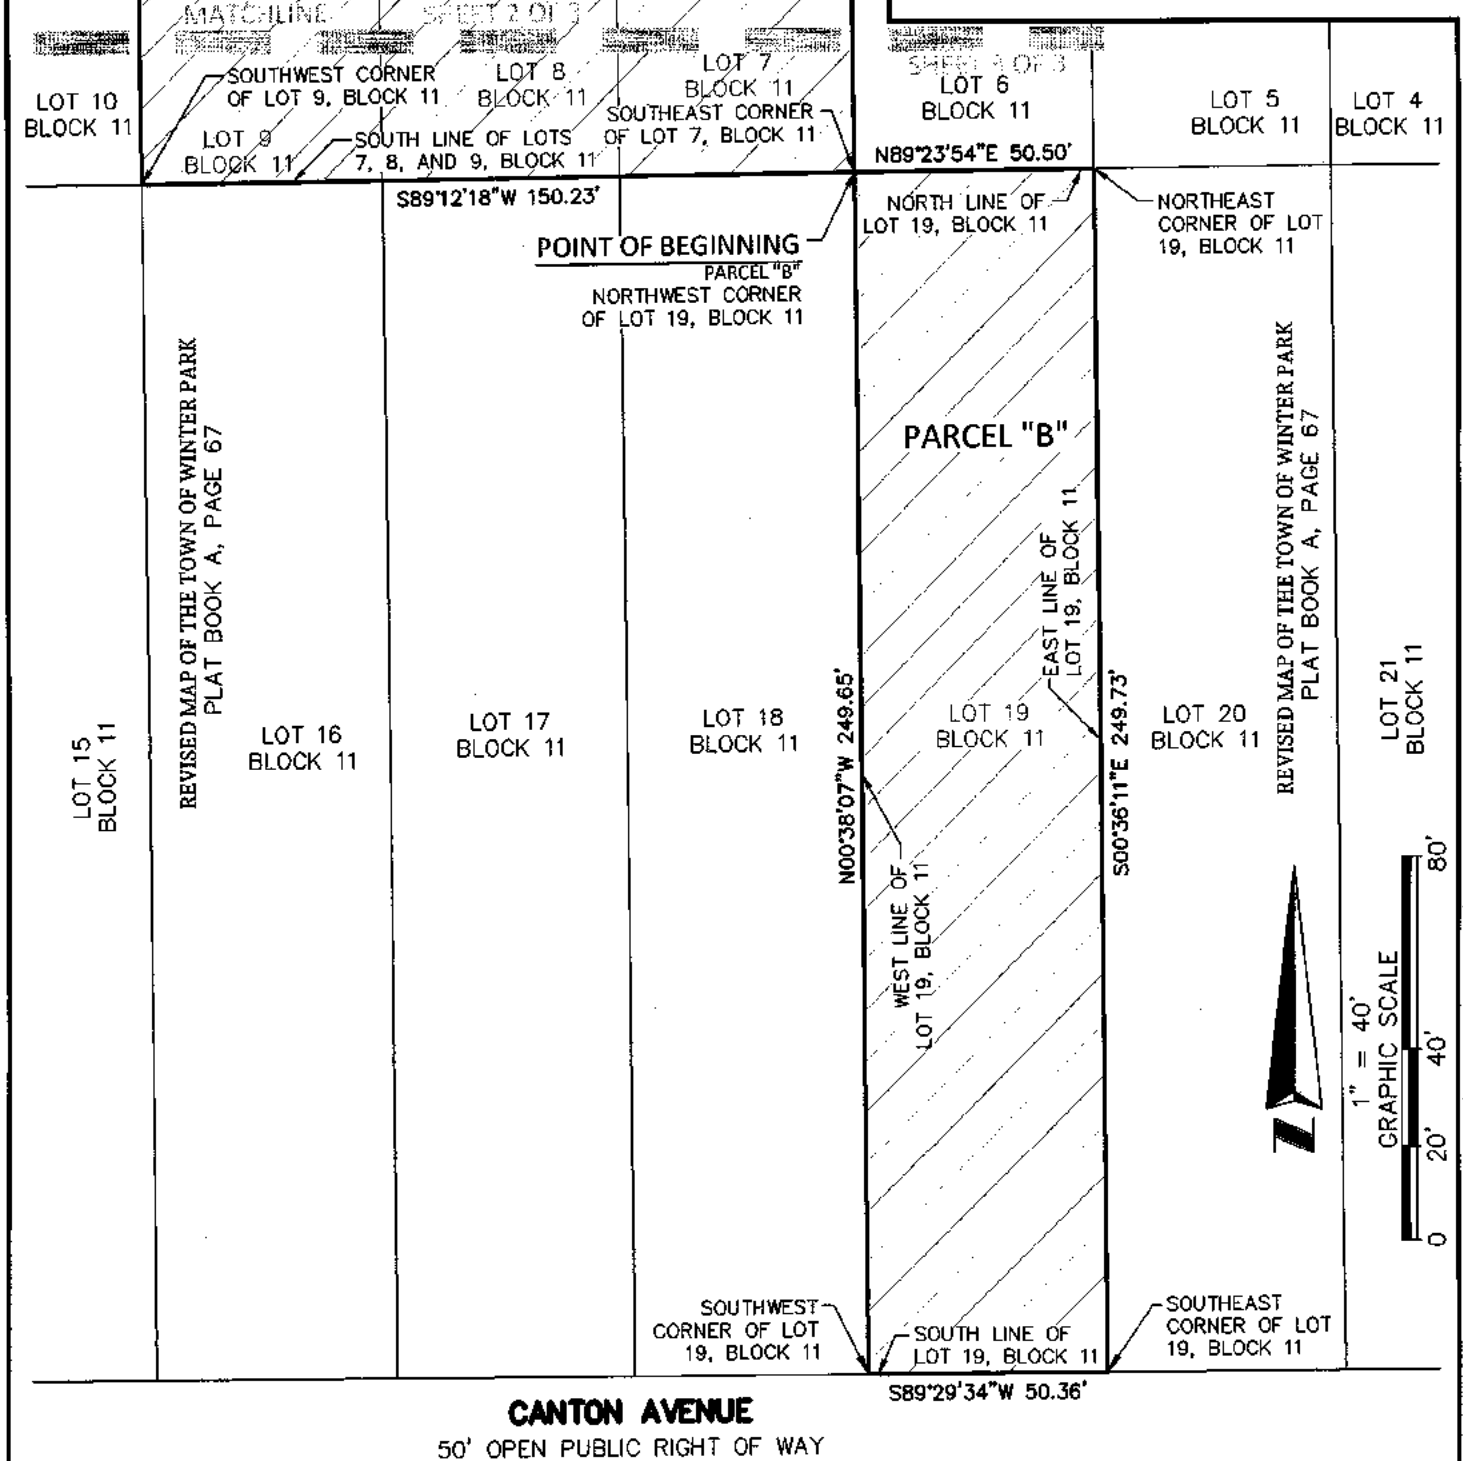 MATCHLINE
SHEET 2 OF 3
LOT 10
BLOCK 11
SOUTHWEST CORNER
OF LOT 9, BLOCK 11
LOT 8
BLOCK 11
LOT 7
BLOCK 11
LOT 6
BLOCK 11
LOT 5
BLOCK 11
LOT 4
BLOCK 11
LOT 9
BLOCK 11
SOUTH LINE OF LOTS
7, 8, AND 9, BLOCK 11
SOUTHEAST CORNER
OF LOT 7, BLOCK 11
N89°23'54"E 50.50'
S89°12'18"W 150.23'
NORTH LINE OF
LOT 19, BLOCK 11
NORTHEAST
CORNER OF LOT
19, BLOCK 11
POINT OF BEGINNING
PARCEL "B"
NORTHWEST CORNER
OF LOT 19, BLOCK 11
REVISED MAP OF THE TOWN OF WINTER PARK
PLAT BOOK A, PAGE 67
PARCEL "B"
EAST LINE OF
LOT 19, BLOCK 11
REVISED MAP OF THE TOWN OF WINTER PARK
PLAT BOOK A, PAGE 67
LOT 15
BLOCK 11
LOT 16
BLOCK 11
LOT 17
BLOCK 11
LOT 18
BLOCK 11
N00°38'07"W 249.65'
LOT 19
BLOCK 11
S00°36'11"E 249.73'
LOT 20
BLOCK 11
LOT 21
BLOCK 11
WEST LINE OF
LOT 19, BLOCK 11
N
1" = 40'
GRAPHIC SCALE
0 20' 40' 80'
SOUTHWEST
CORNER OF LOT
19, BLOCK 11
SOUTH LINE OF
LOT 19, BLOCK 11
SOUTHEAST
CORNER OF LOT
19, BLOCK 11
S89°29'34"W 50.36'
CANTON AVENUE
50' OPEN PUBLIC RIGHT OF WAY